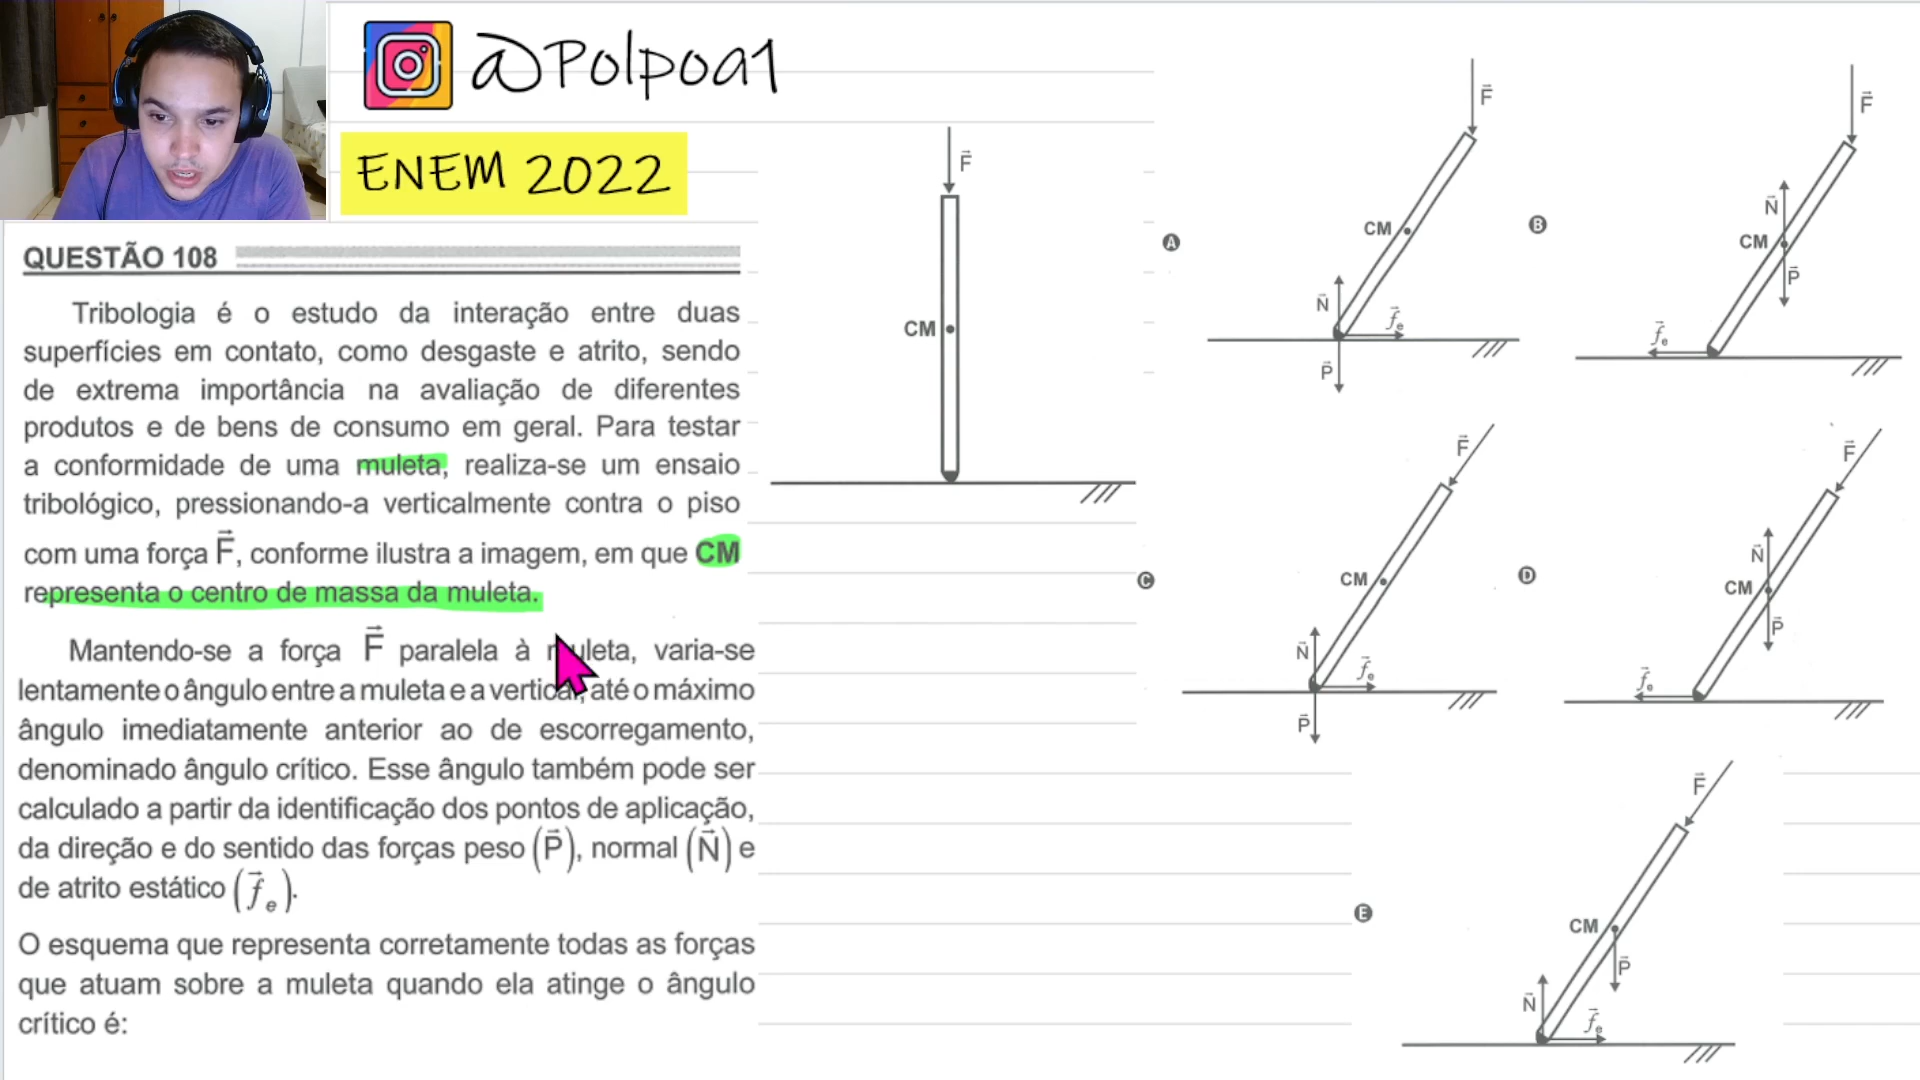 @Polpoa1
ENEM 2022
QUESTÃO 108
Tribologia é o estudo da interação entre duas
superfícies em contato, como desgaste e atrito, sendo
de extrema importância na avaliação de diferentes
produtos e de bens de consumo em geral. Para testar
a conformidade de uma muleta, realiza-se um ensaio
tribológico, pressionando-a verticalmente contra o piso
com uma força F⃗, conforme ilustra a imagem, em que CM
representa o centro de massa da muleta.
Mantendo-se a força F⃗ paralela à muleta, varia-se
lentamente o ângulo entre a muleta e a vertical, até o máximo
ângulo imediatamente anterior ao de escorregamento,
denominado ângulo crítico. Esse ângulo também pode ser
calculado a partir da identificação dos pontos de aplicação,
da direção e do sentido das forças peso (P⃗), normal (N⃗) e
de atrito estático (f⃗e).
O esquema que representa corretamente todas as forças
que atuam sobre a muleta quando ela atinge o ângulo
crítico é:
F⃗
CM
A
F⃗
CM
N⃗
f⃗e
P⃗
B
F⃗
N⃗
CM
P⃗
f⃗e
C
F⃗
CM
N⃗
f⃗e
P⃗
D
F⃗
N⃗
CM
P⃗
f⃗e
E
F⃗
CM
P⃗
N⃗
f⃗e